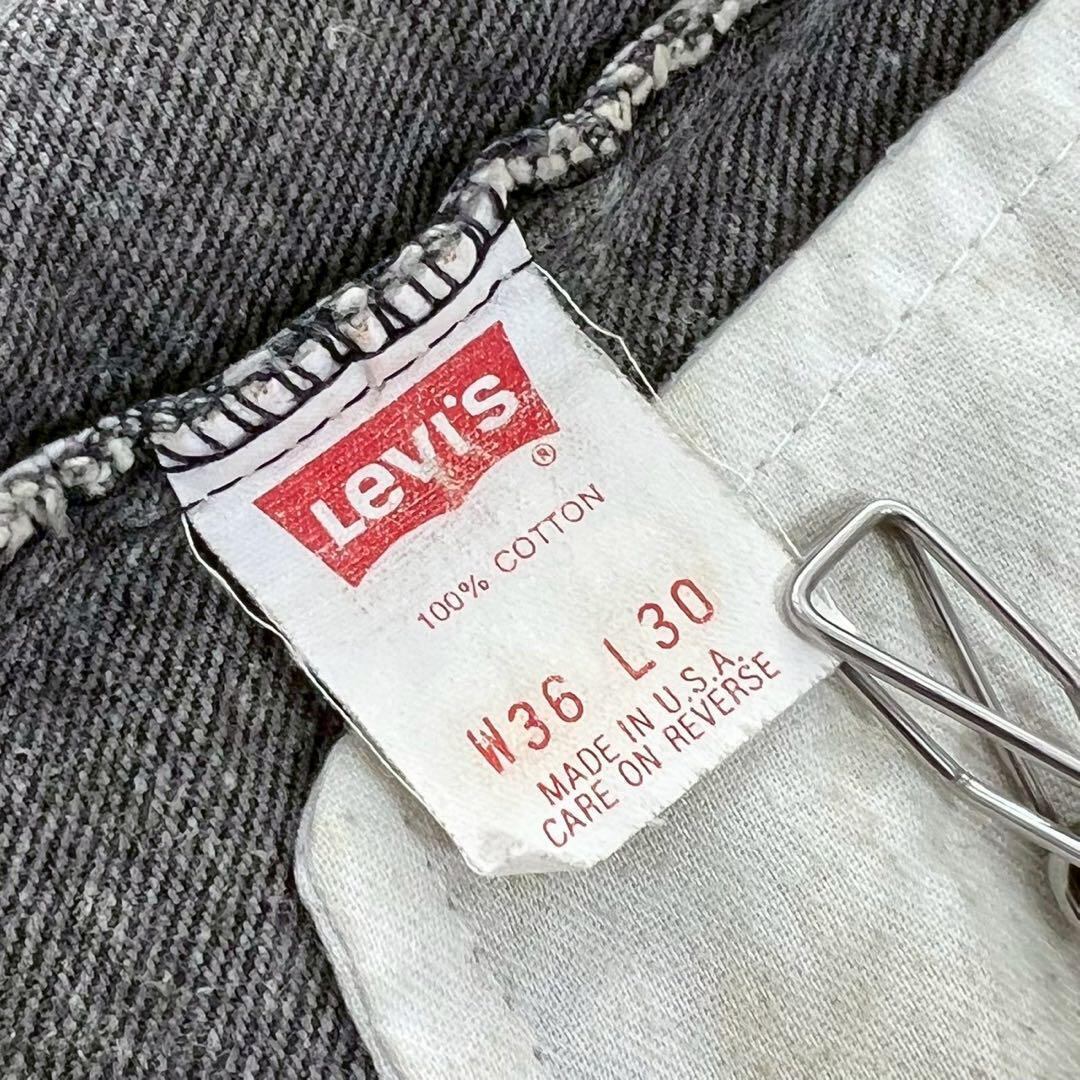 Levi's ®
100% COTTON
W36 L30
MADE IN U.S.A.
CARE ON REVERSE